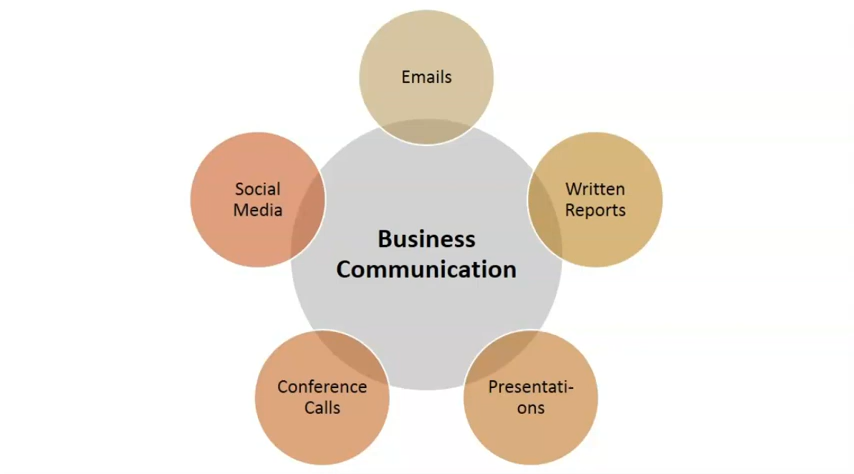 Emails
Social
Media
Written
Reports
Business
Communication
Conference
Calls
Presentati-
ons